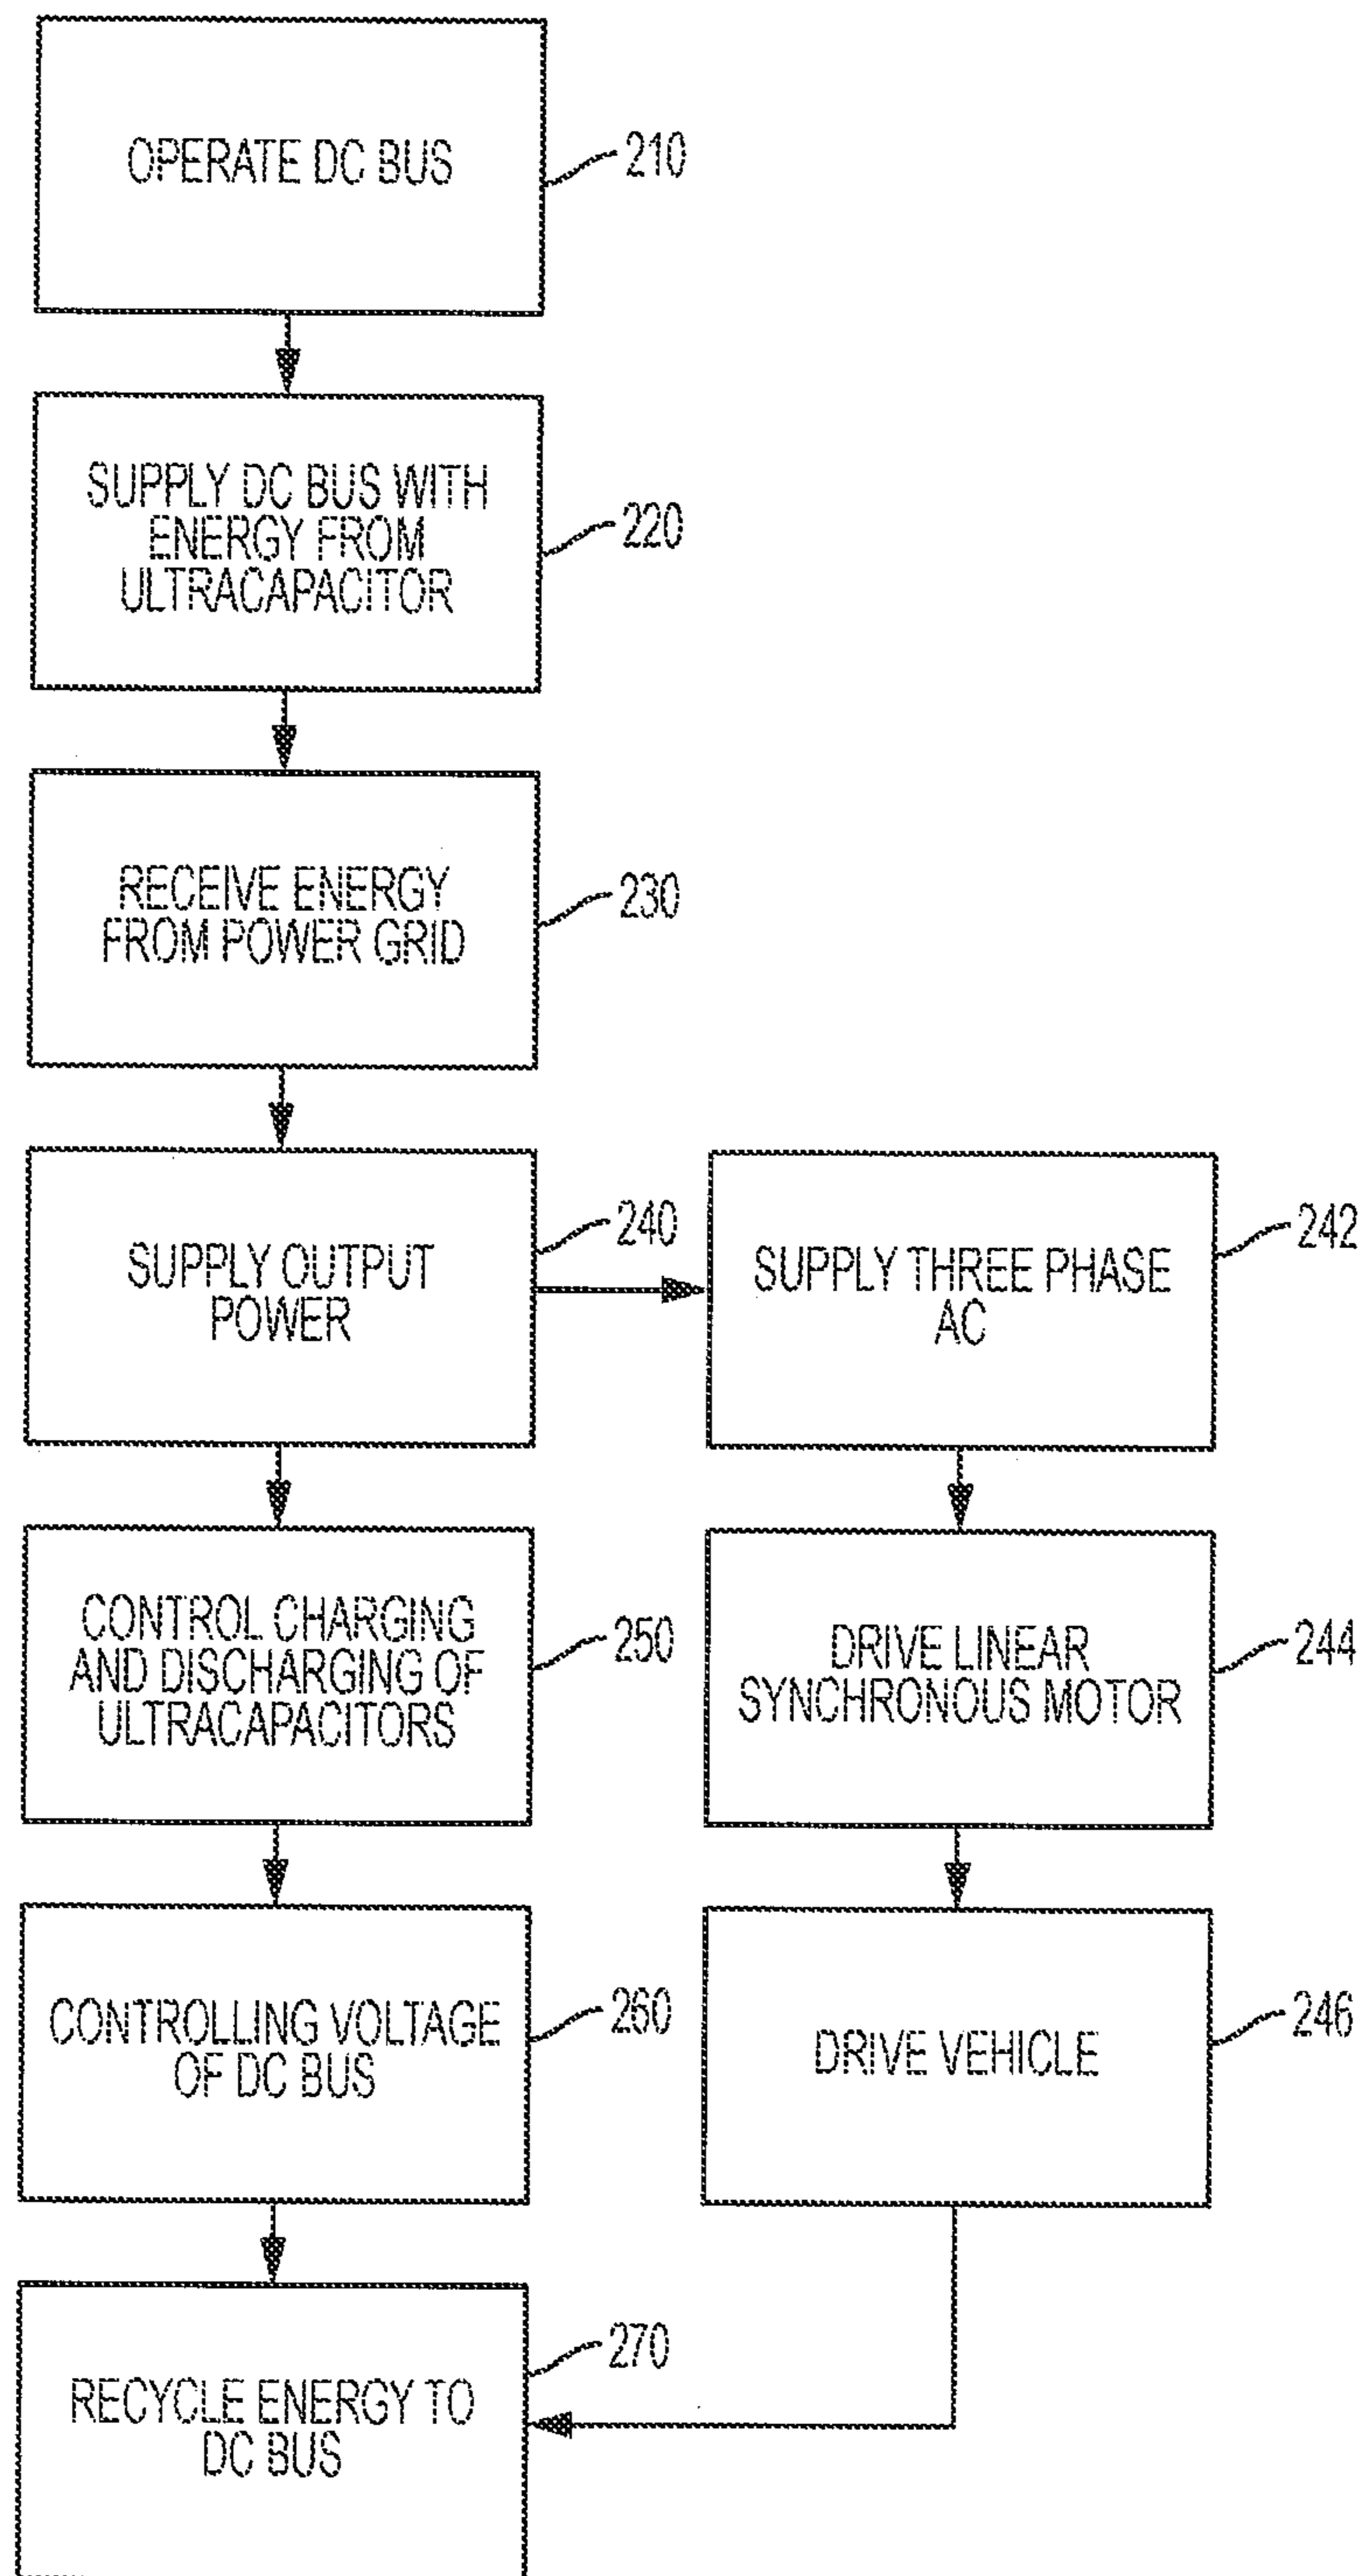 OPERATE DC BUS
210
SUPPLY DC BUS WITH
ENERGY FROM
ULTRACAPACITOR
220
RECEIVE ENERGY
FROM POWER GRID
230
SUPPLY OUTPUT
POWER
240
SUPPLY THREE PHASE
AC
242
CONTROL CHARGING
AND DISCHARGING OF
ULTRACAPACITORS
250
DRIVE LINEAR
SYNCHRONOUS MOTOR
244
CONTROLLING VOLTAGE
OF DC BUS
260
DRIVE VEHICLE
246
RECYCLE ENERGY TO
DC BUS
270